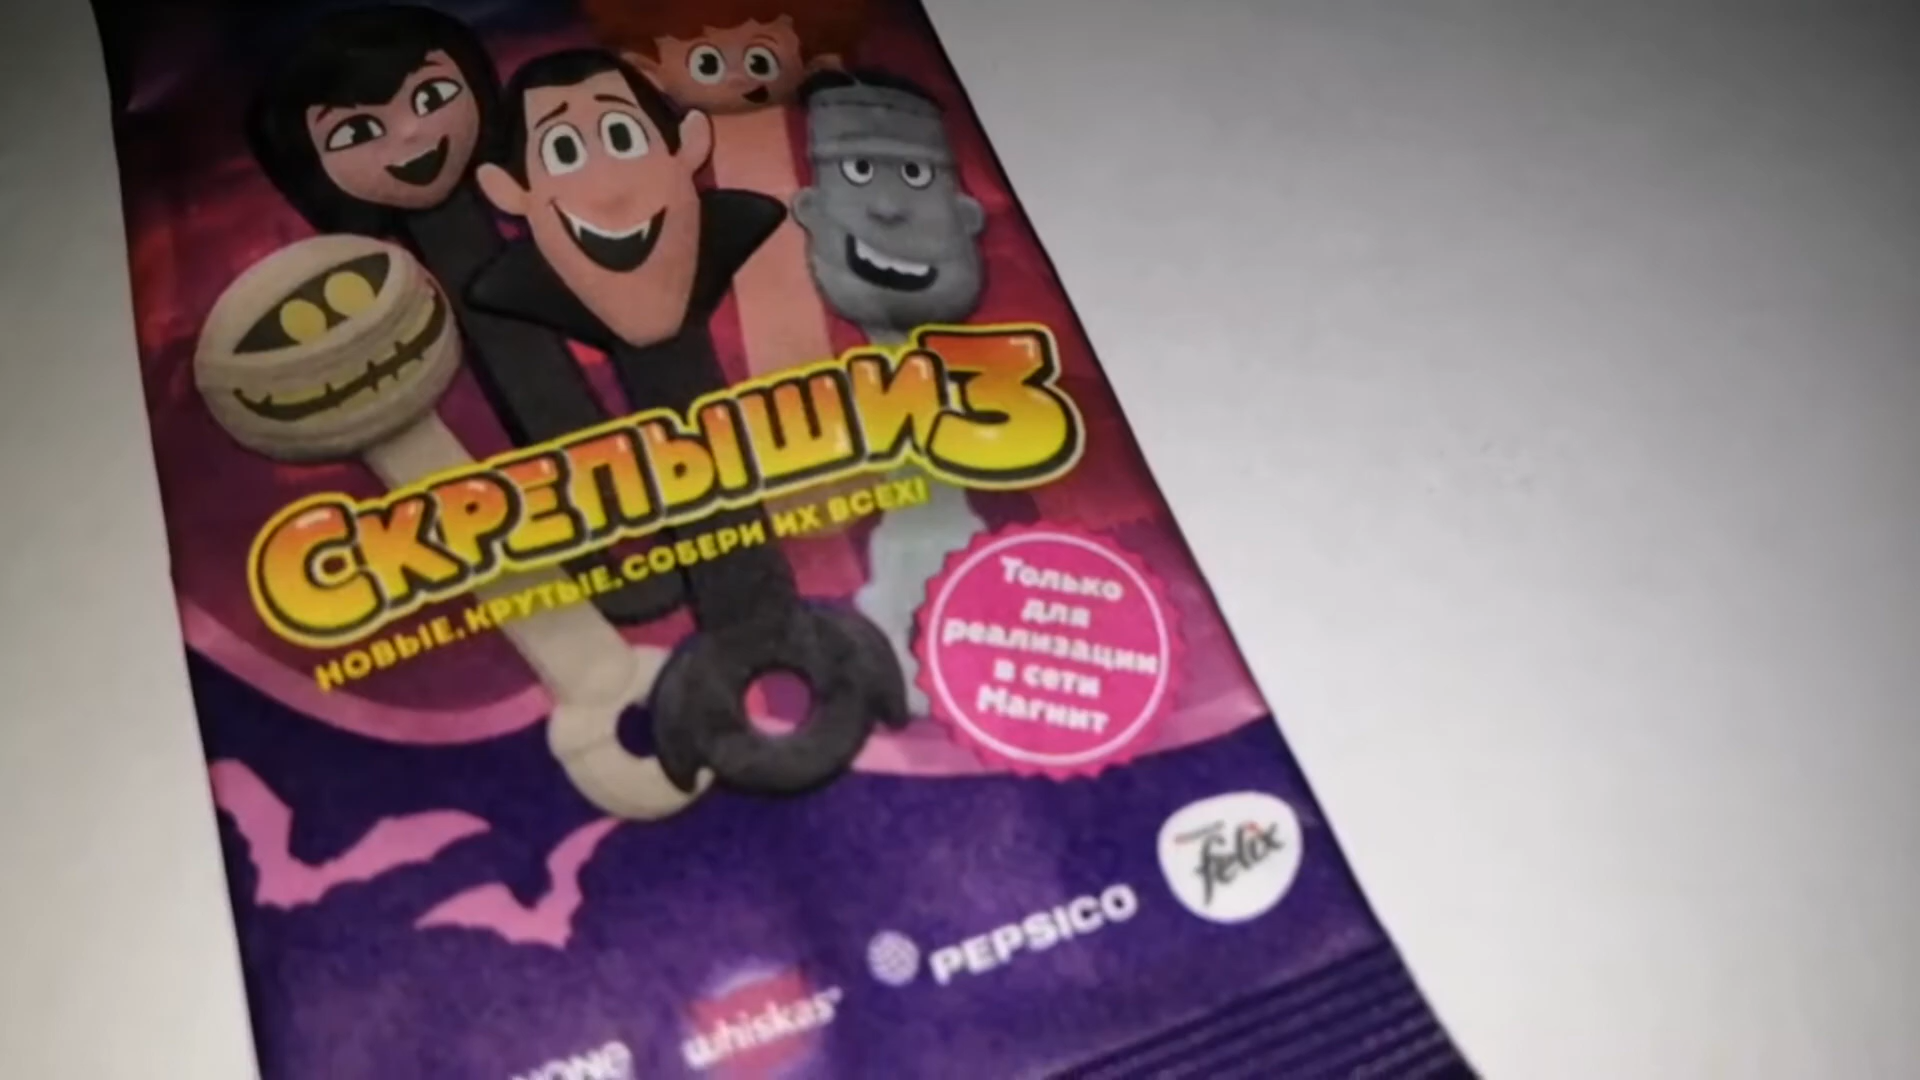 СКРЕПЫШИ3
НОВЫЕ, КРУТЫЕ, СОБЕРИ ИХ ВСЕХ!
Только
для
реализации
в сети
Магнит
felix
PEPSICO
whiskas